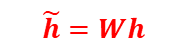 h̃ = Wh